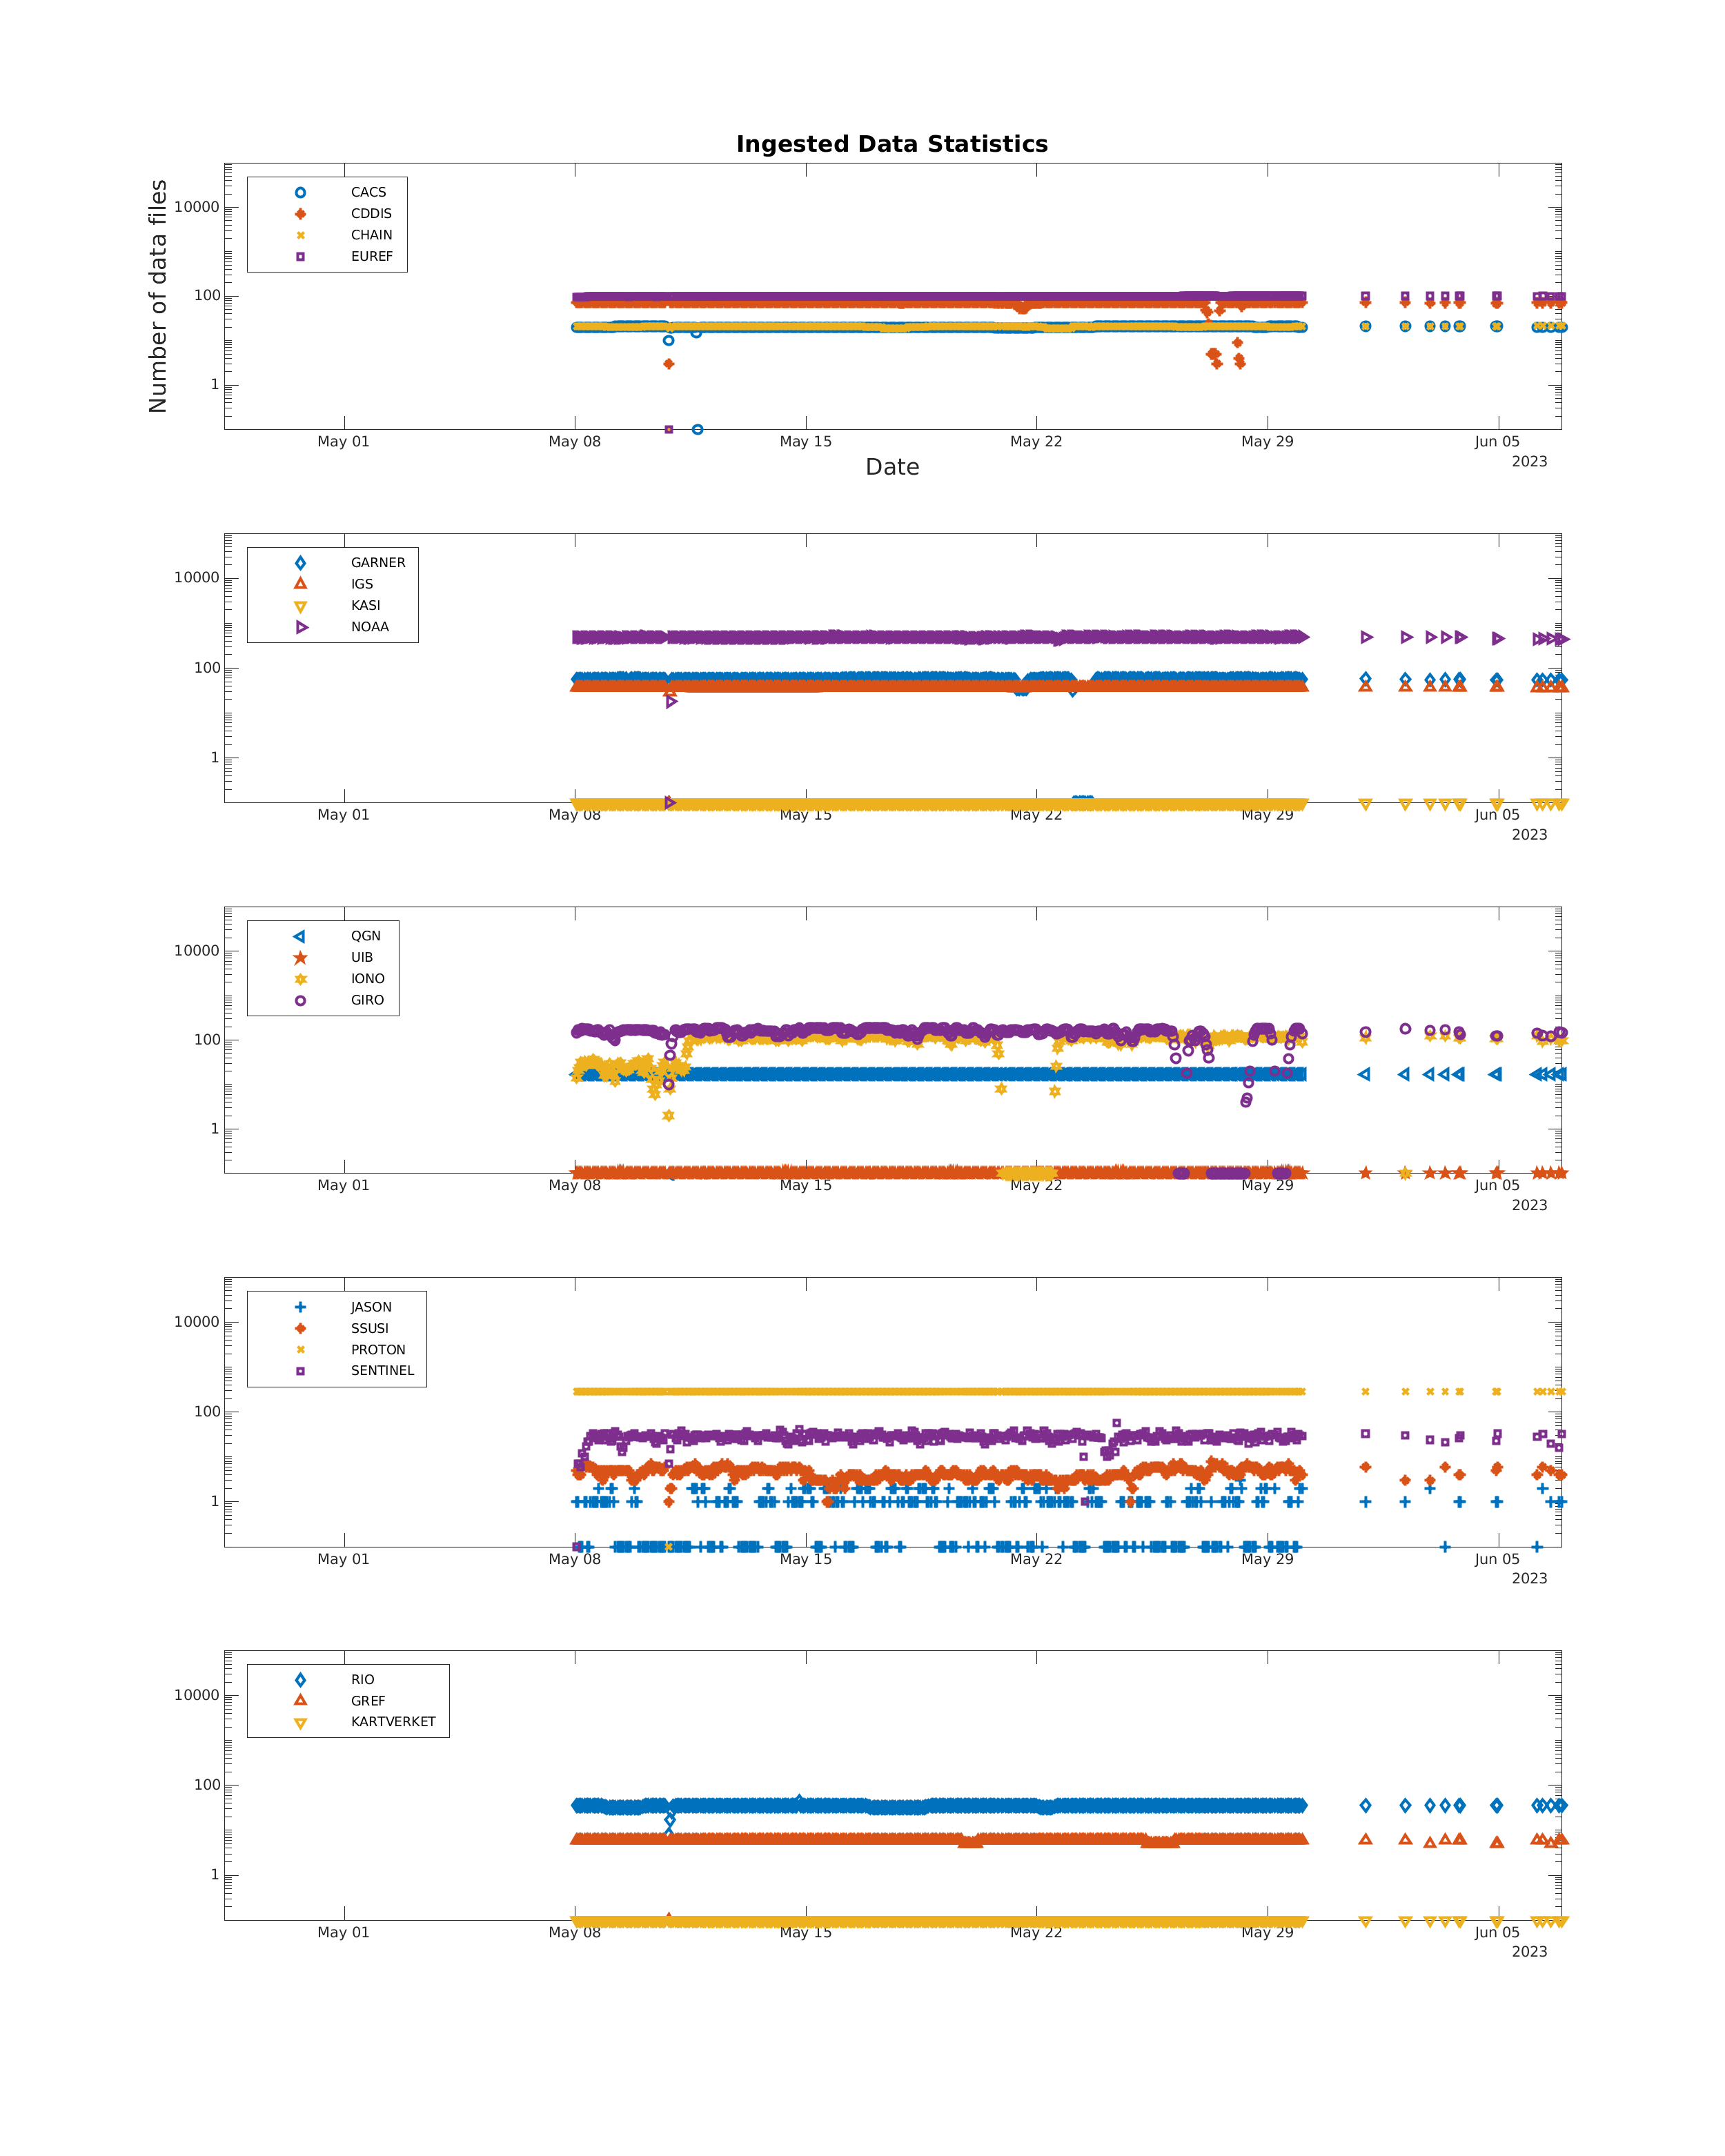 Ingested Data Statistics
Number of data files
CACS
CDDIS
CHAIN
EUREF
10000
100
1
May 01 May 08 May 15 May 22 May 29 Jun 05
2023
Date
GARNER
IGS
KASI
NOAA
10000
100
1
May 01 May 08 May 15 May 22 May 29 Jun 05
2023
QGN
UIB
IONO
GIRO
10000
100
1
May 01 May 08 May 15 May 22 May 29 Jun 05
2023
JASON
SSUSI
PROTON
SENTINEL
10000
100
1
May 01 May 08 May 15 May 22 May 29 Jun 05
2023
RIO
GREF
KARTVERKET
10000
100
1
May 01 May 08 May 15 May 22 May 29 Jun 05
2023